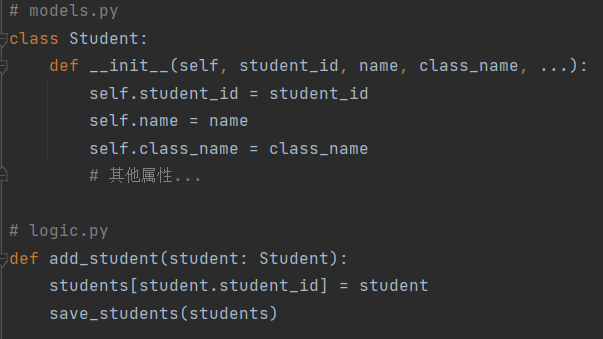 # models.py
class Student:
    def __init__(self, student_id, name, class_name, ...):
        self.student_id = student_id
        self.name = name
        self.class_name = class_name
        # 其他属性...

# logic.py
def add_student(student: Student):
    students[student.student_id] = student
    save_students(students)